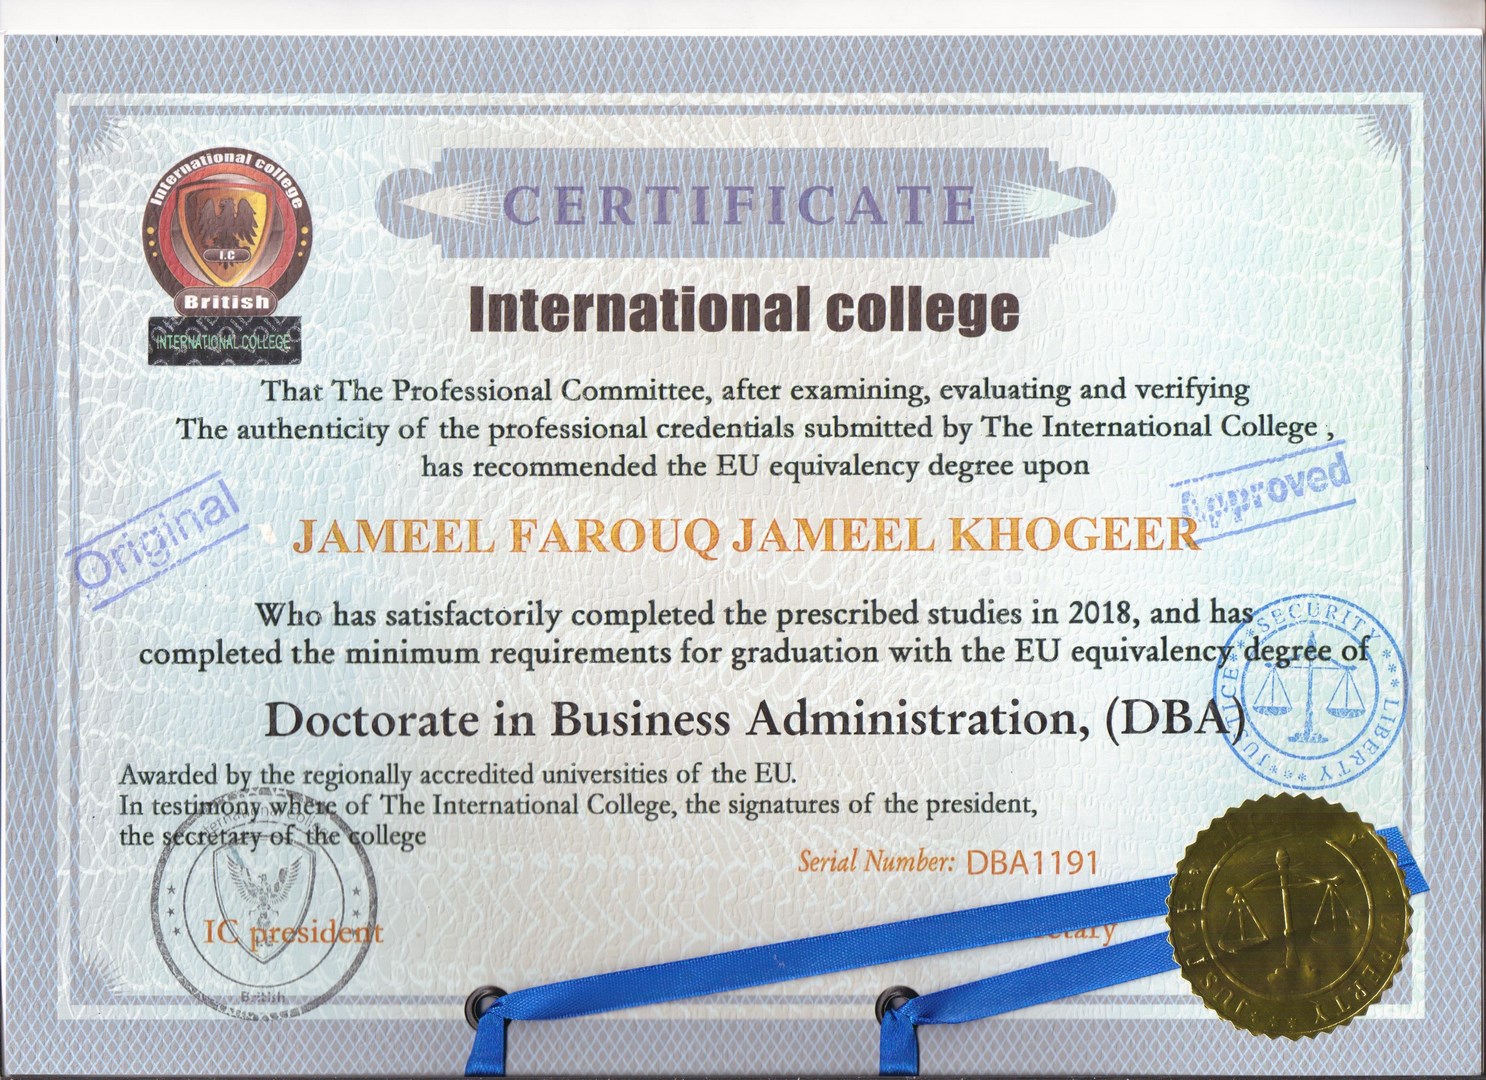 International college
I.C
British
INTERNATIONAL COLLEGE
CERTIFICATE
International college
That The Professional Committee, after examining, evaluating and verifying
The authenticity of the professional credentials submitted by The International College ,
has recommended the EU equivalency degree upon
Original
Approved
JAMEEL FAROUQ JAMEEL KHOGEER
Who has satisfactorily completed the prescribed studies in 2018, and has
completed the minimum requirements for graduation with the EU equivalency degree of
SECURITY
LIBERTY
JUSTICE
Doctorate in Business Administration, (DBA)
Awarded by the regionally accredited universities of the EU.
In testimony where of The International College, the signatures of the president,
the secretary of the college
Serial Number: DBA1191
International Coll
IC president
British
etary
JUSTICE
LIBERTY